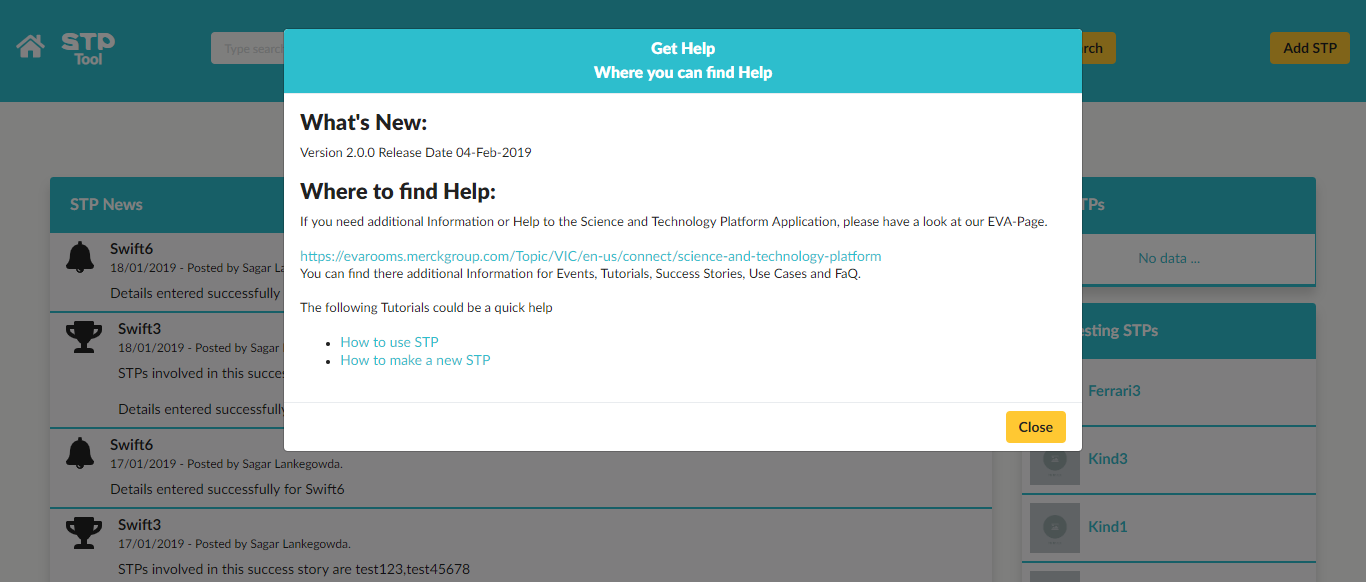 STP
Tool
Type search
rch
Add STP
Get Help
Where you can find Help
What's New:
Version 2.0.0 Release Date 04-Feb-2019
Where to find Help:
If you need additional Information or Help to the Science and Technology Platform Application, please have a look at our EVA-Page.
https://evarooms.merckgroup.com/Topic/VIC/en-us/connect/science-and-technology-platform
You can find there additional Information for Events, Tutorials, Success Stories, Use Cases and FaQ.
The following Tutorials could be a quick help
How to use STP
How to make a new STP
Close
STP News
Swift6
18/01/2019 - Posted by Sagar La
Details entered successfully
Swift3
18/01/2019 - Posted by Sagar
STPs involved in this succes
Details entered successfully
Swift6
17/01/2019 - Posted by Sagar Lankegowda.
Details entered successfully for Swift6
Swift3
17/01/2019 - Posted by Sagar Lankegowda.
STPs involved in this success story are test123,test45678
TPs
No data ...
esting STPs
Ferrari3
Kind3
Kind1